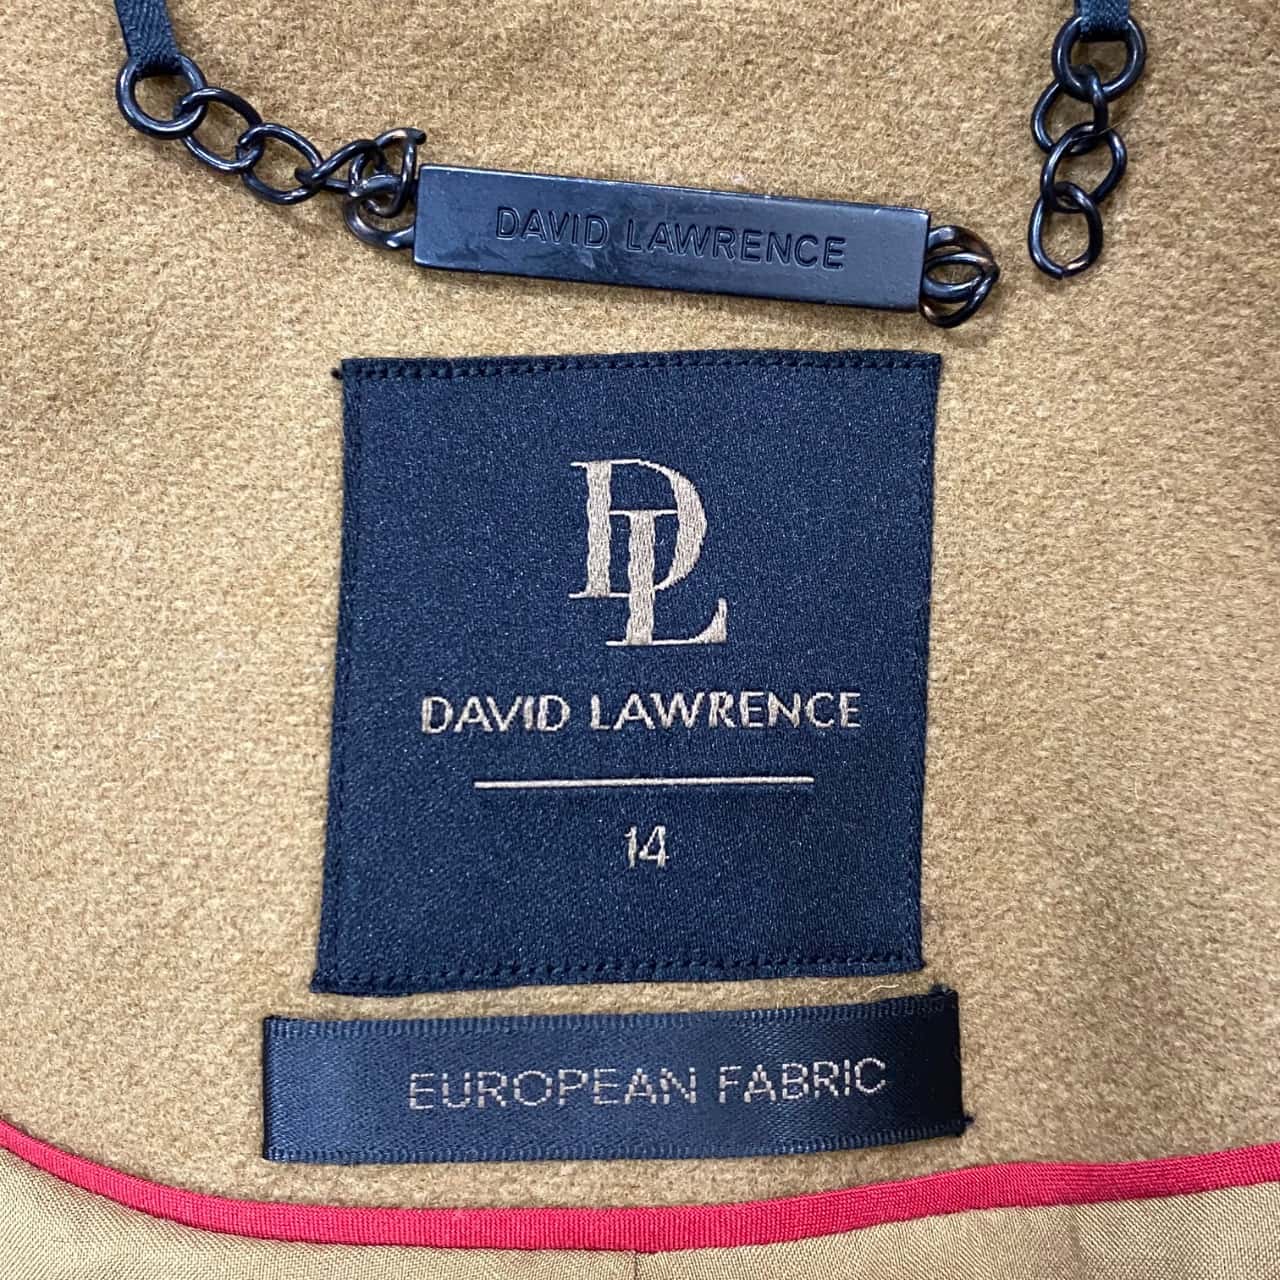 DAVID LAWRENCE
DL
DAVID LAWRENCE
14
EUROPEAN FABRIC